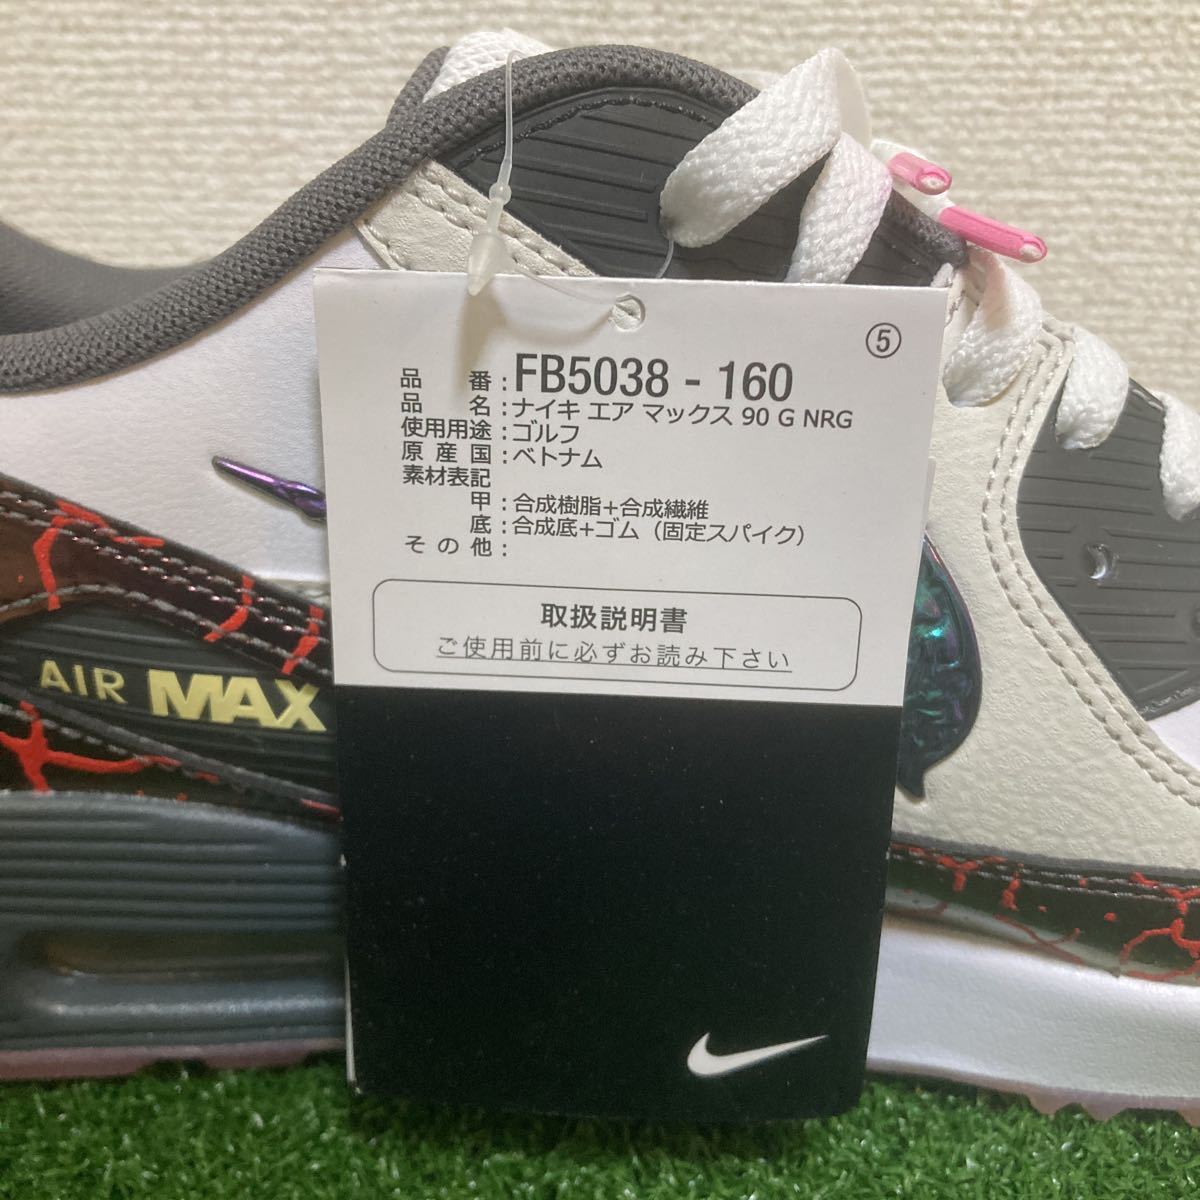 ⑤
品番:FB5038 - 160
品名:ナイキ エア マックス 90 G NRG
使用用途:ゴルフ
原産国:ベトナム
素材表記
甲:合成樹脂+合成繊維
底:合成底+ゴム（固定スパイク）
その他:
取扱説明書
ご使用前に必ずお読み下さい
AIR MAX